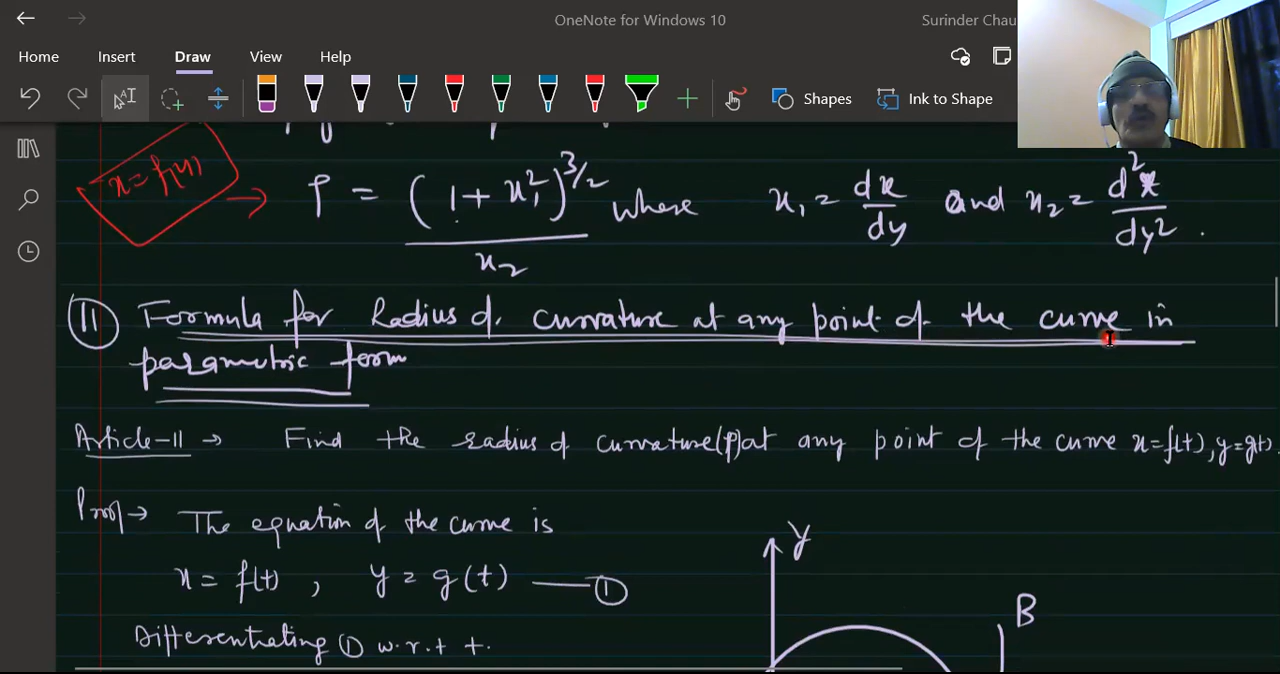 OneNote for Windows 10
Surinder Chau
Home Insert Draw View Help
Shapes Ink to Shape
x = f(y) → ρ = (1 + x₁²)^3/2 / x₂ where x₁ = dx/dy and x₂ = d²x/dy².
II Formula for Radius of curvature at any point of the curve in
parametric form
Article-II → Find the radius of curvature(ρ) at any point of the curve x=f(t), y=g(t).
Proof → The equation of the curve is
x = f(t), y = g(t) — 1
Y
B
Differentiating 1 w.r.t t.